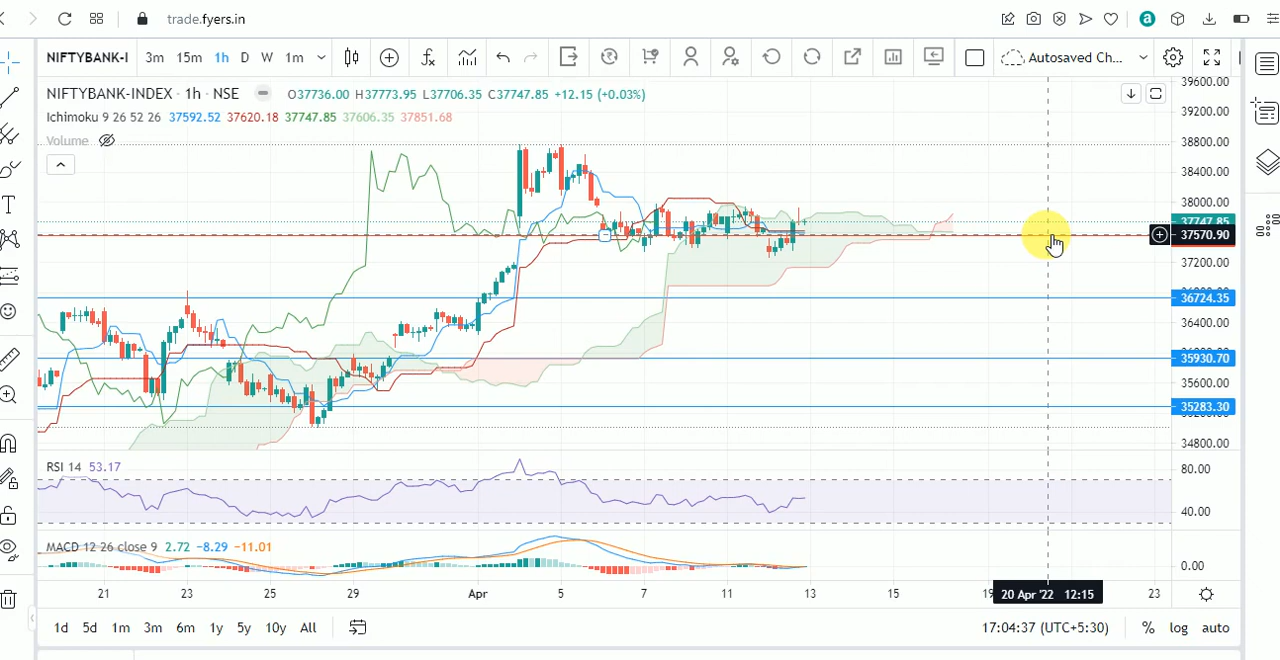 trade.fyers.in
a
NIFTYBANK-I 3m 15m 1h D W 1m Autosaved Ch...
NIFTYBANK-INDEX · 1h · NSE O37736.00 H37773.95 L37706.35 C37747.85 +12.15 (+0.03%)
Ichimoku 9 26 52 26 37592.52 37620.18 37747.85 37606.35 37851.68
Volume
39600.00
39200.00
38800.00
38400.00
38000.00
37747.85
37570.90
37200.00
36724.35
36400.00
35930.70
35600.00
35283.30
34800.00
RSI 14 53.17
80.00
40.00
MACD 12 26 close 9 2.72 −8.29 −11.01
0.00
21 23 25 29 Apr 5 7 11 13 15 19 20 Apr '22 12:15 23
1d 5d 1m 3m 6m 1y 5y 10y All 17:04:37 (UTC+5:30) % log auto